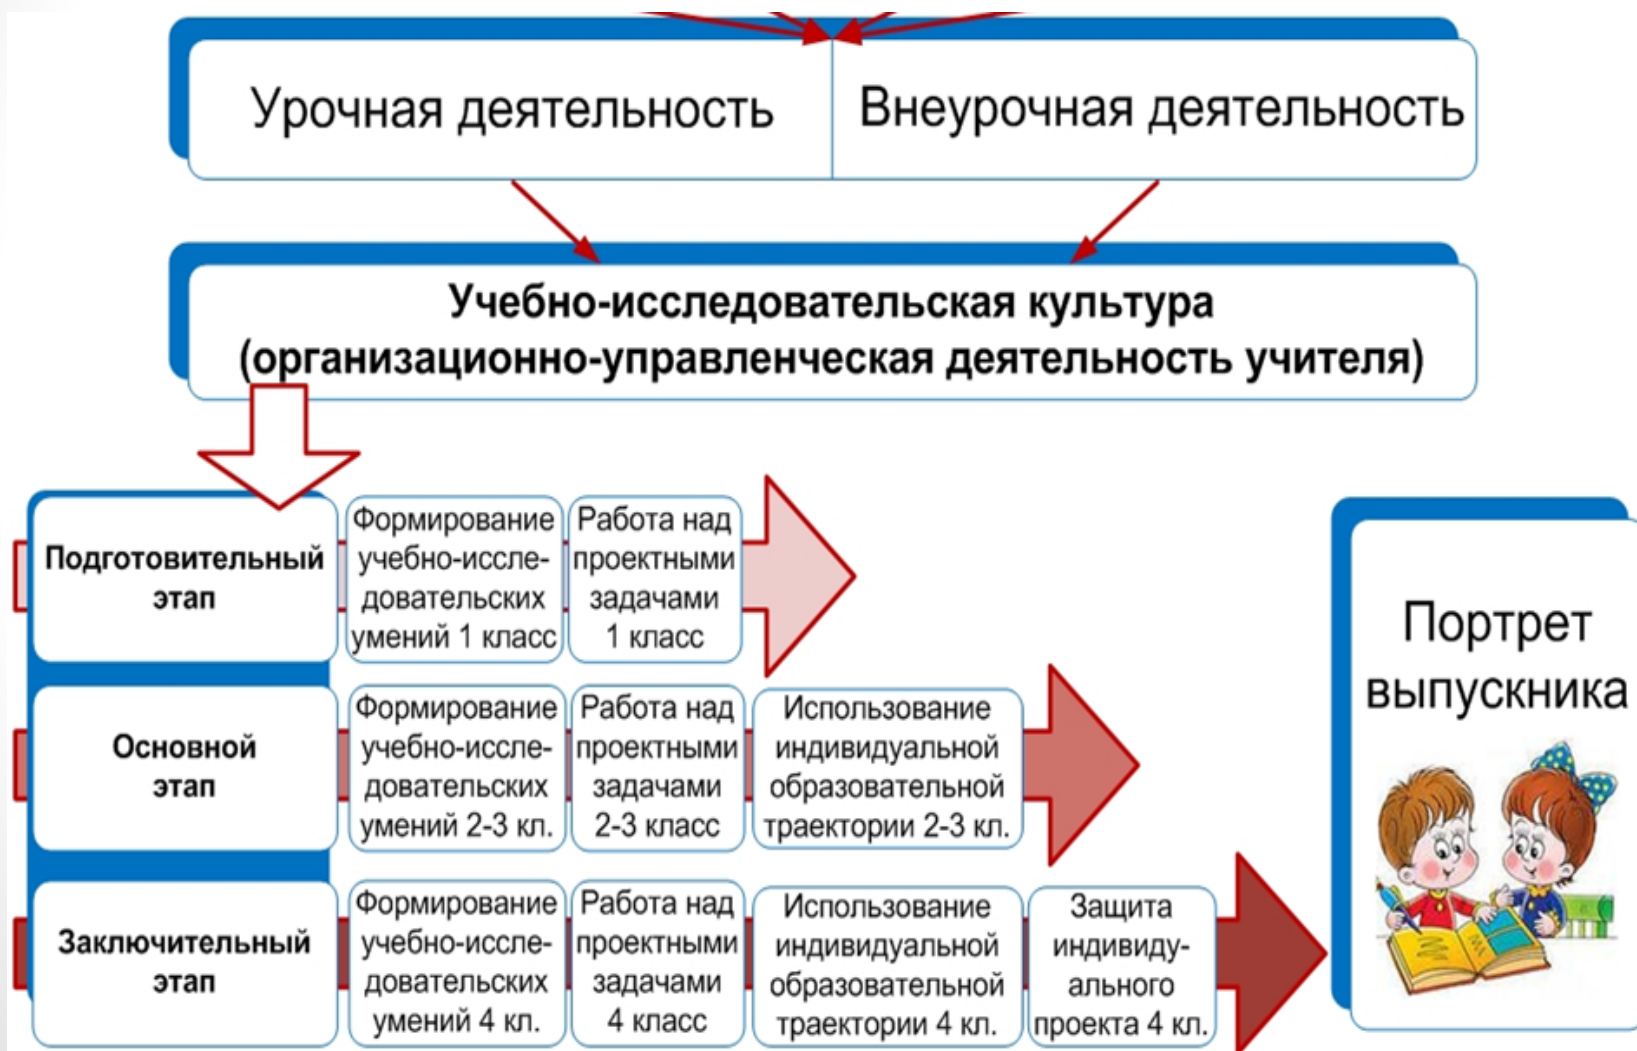 Урочная деятельность
Внеурочная деятельность
Учебно-исследовательская культура
(организационно-управленческая деятельность учителя)
Подготовительный
этап
Формирование
учебно-иссле-
довательских
умений 1 класс
Работа над
проектными
задачами
1 класс
Основной
этап
Формирование
учебно-иссле-
довательских
умений 2-3 кл.
Работа над
проектными
задачами
2-3 класс
Использование
индивидуальной
образовательной
траектории 2-3 кл.
Заключительный
этап
Формирование
учебно-иссле-
довательских
умений 4 кл.
Работа над
проектными
задачами
4 класс
Использование
индивидуальной
образовательной
траектории 4 кл.
Защита
индивиду-
ального
проекта 4 кл.
Портрет
выпускника